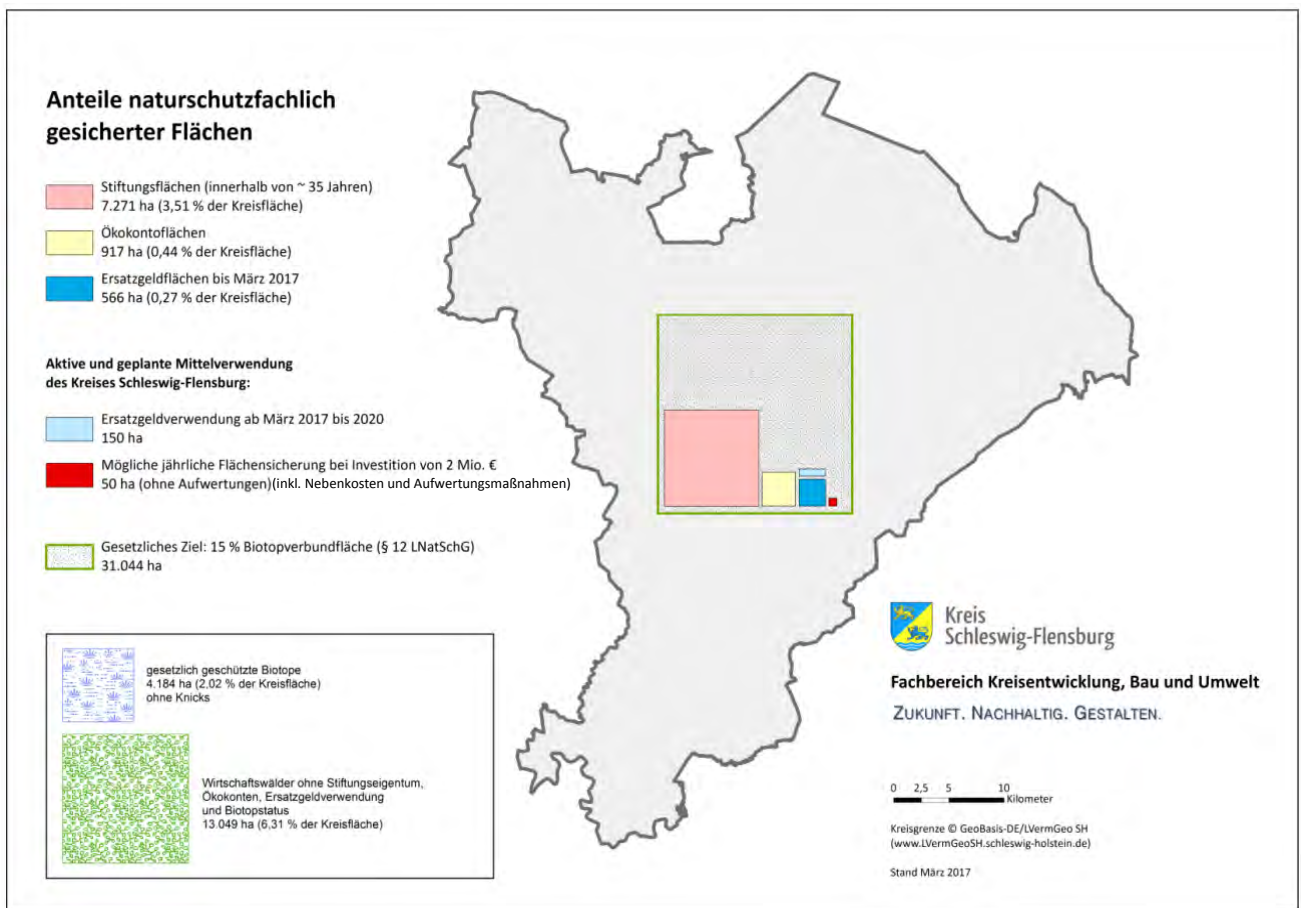 Anteile naturschutzfachlich
gesicherter Flächen
Stiftungsflächen (innerhalb von ~ 35 Jahren)
7.271 ha (3,51 % der Kreisfläche)
Ökokontoflächen
917 ha (0,44 % der Kreisfläche)
Ersatzgeldflächen bis März 2017
566 ha (0,27 % der Kreisfläche)
Aktive und geplante Mittelverwendung
des Kreises Schleswig-Flensburg:
Ersatzgeldverwendung ab März 2017 bis 2020
150 ha
Mögliche jährliche Flächensicherung bei Investition von 2 Mio. €
50 ha (ohne Aufwertungen)(inkl. Nebenkosten und Aufwertungsmaßnahmen)
Gesetzliches Ziel: 15 % Biotopverbundfläche (§ 12 LNatSchG)
31.044 ha
gesetzlich geschützte Biotope
4.184 ha (2,02 % der Kreisfläche)
ohne Knicks
Wirtschaftswälder ohne Stiftungseigentum,
Ökokonten, Ersatzgeldverwendung
und Biotopstatus
13.049 ha (6,31 % der Kreisfläche)
Kreis
Schleswig-Flensburg
Fachbereich Kreisentwicklung, Bau und Umwelt
ZUKUNFT. NACHHALTIG. GESTALTEN.
0 2,5 5 10
Kilometer
Kreisgrenze © GeoBasis-DE/LVermGeo SH
(www.LVermGeoSH.schleswig-holstein.de)
Stand März 2017